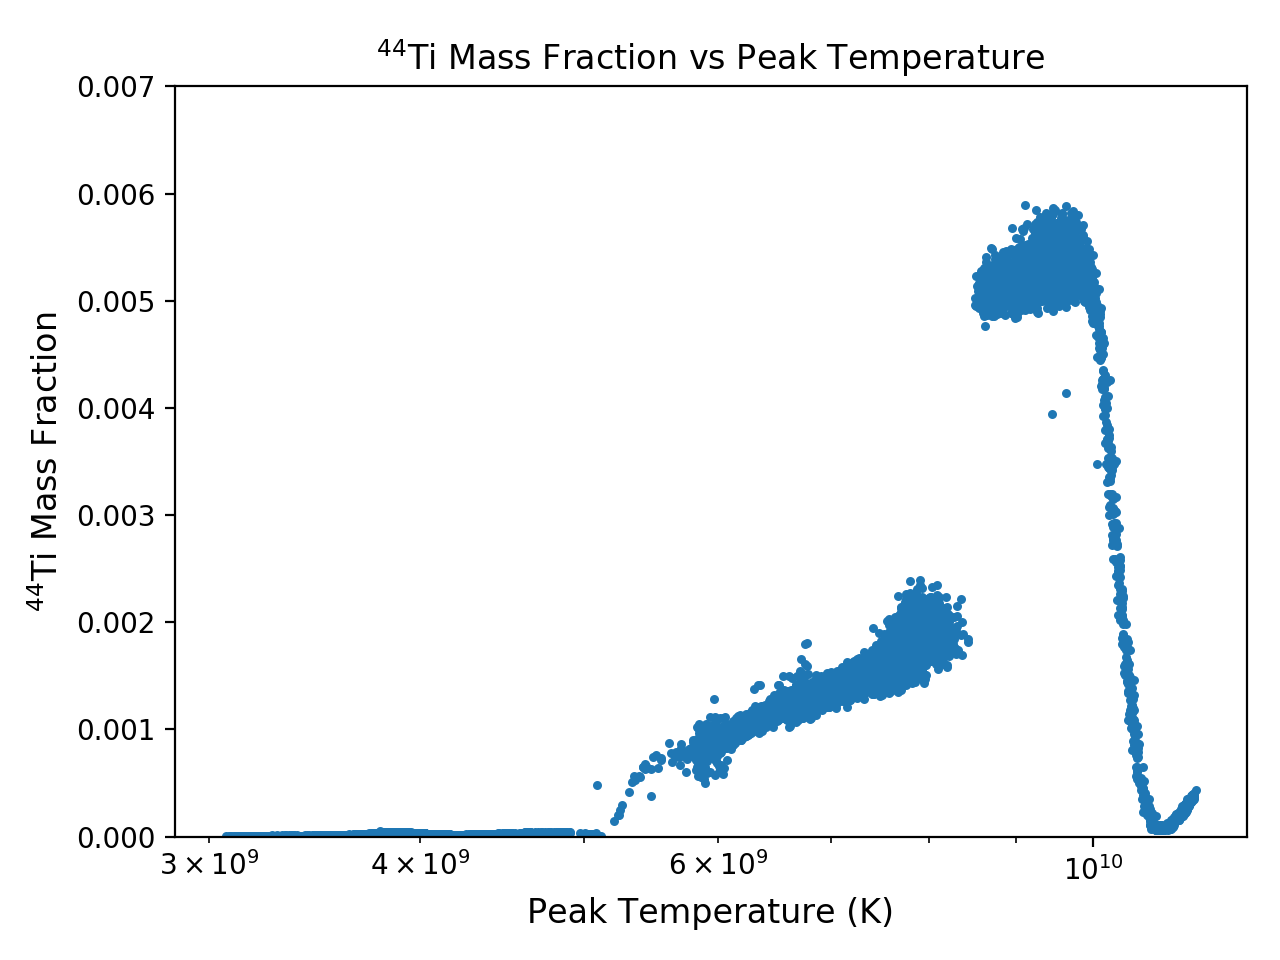 ⁴⁴Ti Mass Fraction vs Peak Temperature
0.007
0.006
0.005
0.004
0.003
0.002
0.001
0.000
⁴⁴Ti Mass Fraction
3 × 10⁹
4 × 10⁹
6 × 10⁹
10¹⁰
Peak Temperature (K)